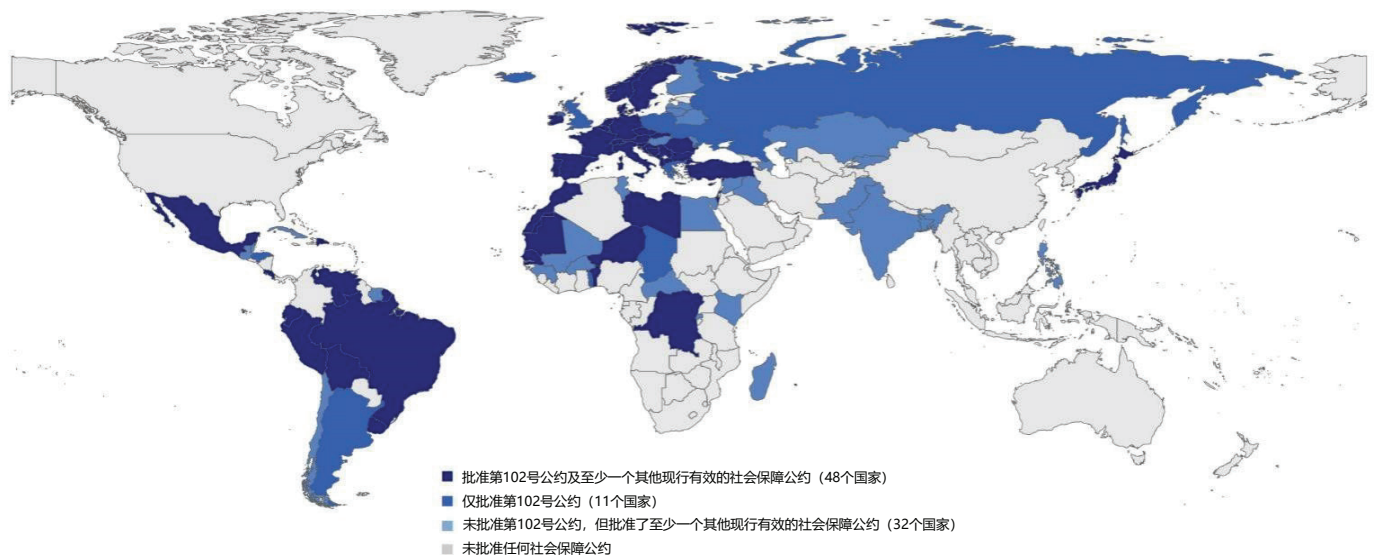 批准第102号公约及至少一个其他现行有效的社会保障公约（48个国家）
仅批准第102号公约（11个国家）
未批准第102号公约，但批准了至少一个其他现行有效的社会保障公约（32个国家）
未批准任何社会保障公约